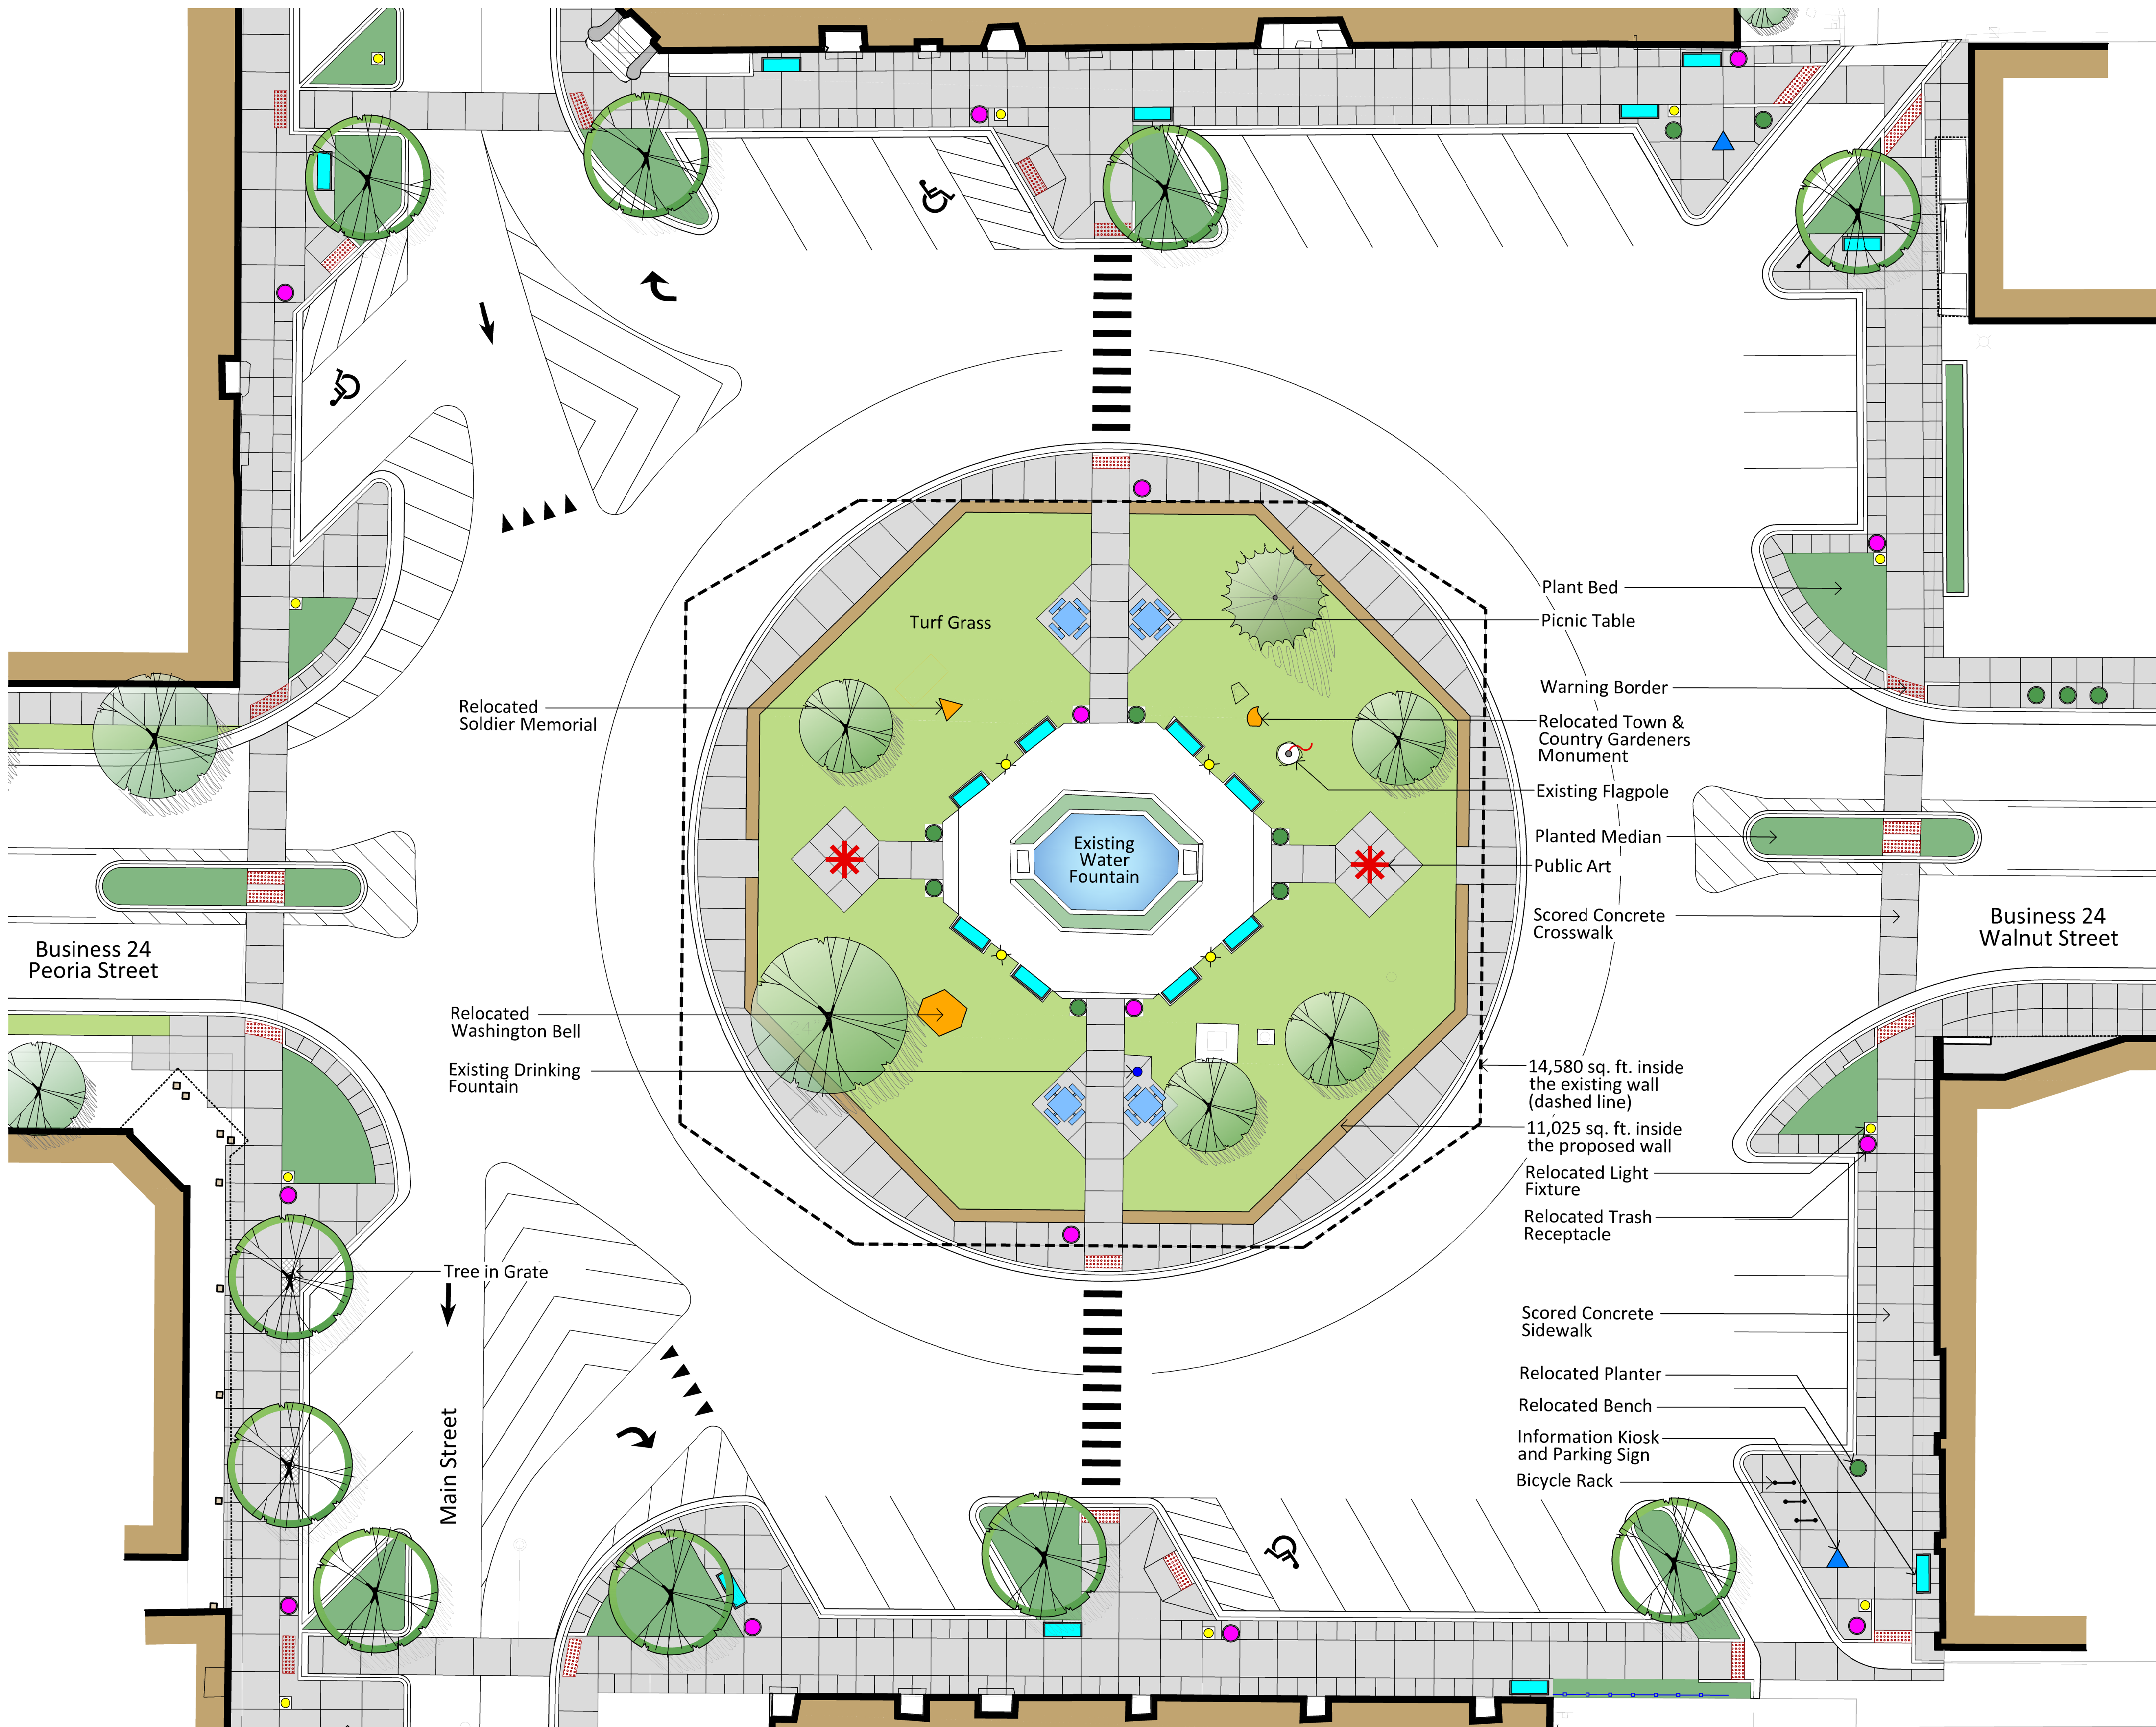 Turf Grass
Plant Bed
Picnic Table
Warning Border
Relocated
Soldier Memorial
Relocated Town &
Country Gardeners
Monument
Existing Flagpole
Planted Median
Public Art
Existing
Water
Fountain
Scored Concrete
Crosswalk
Business 24
Peoria Street
Business 24
Walnut Street
Relocated
Washington Bell
Existing Drinking
Fountain
14,580 sq. ft. inside
the existing wall
(dashed line)
11,025 sq. ft. inside
the proposed wall
Relocated Light
Fixture
Relocated Trash
Receptacle
Tree in Grate
Scored Concrete
Sidewalk
Relocated Planter
Relocated Bench
Information Kiosk
and Parking Sign
Bicycle Rack
Main Street